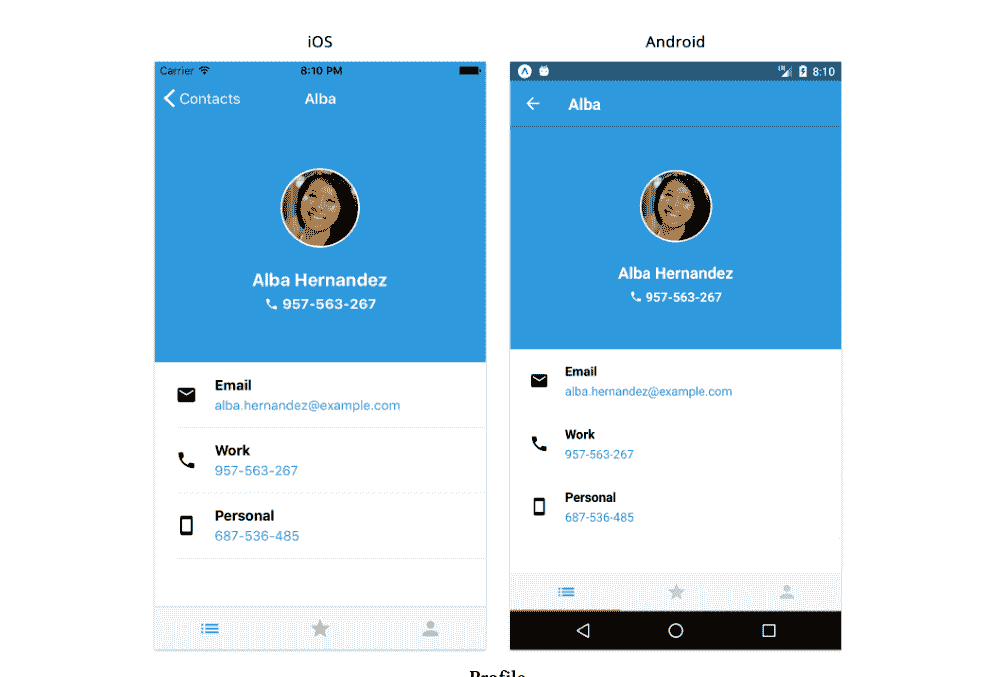 iOS
Carrier 8:10 PM
Contacts Alba
Alba Hernandez
957-563-267
Email
alba.hernandez@example.com
Work
957-563-267
Personal
687-536-485
Android
8:10
Alba
Alba Hernandez
957-563-267
Email
alba.hernandez@example.com
Work
957-563-267
Personal
687-536-485
Profile